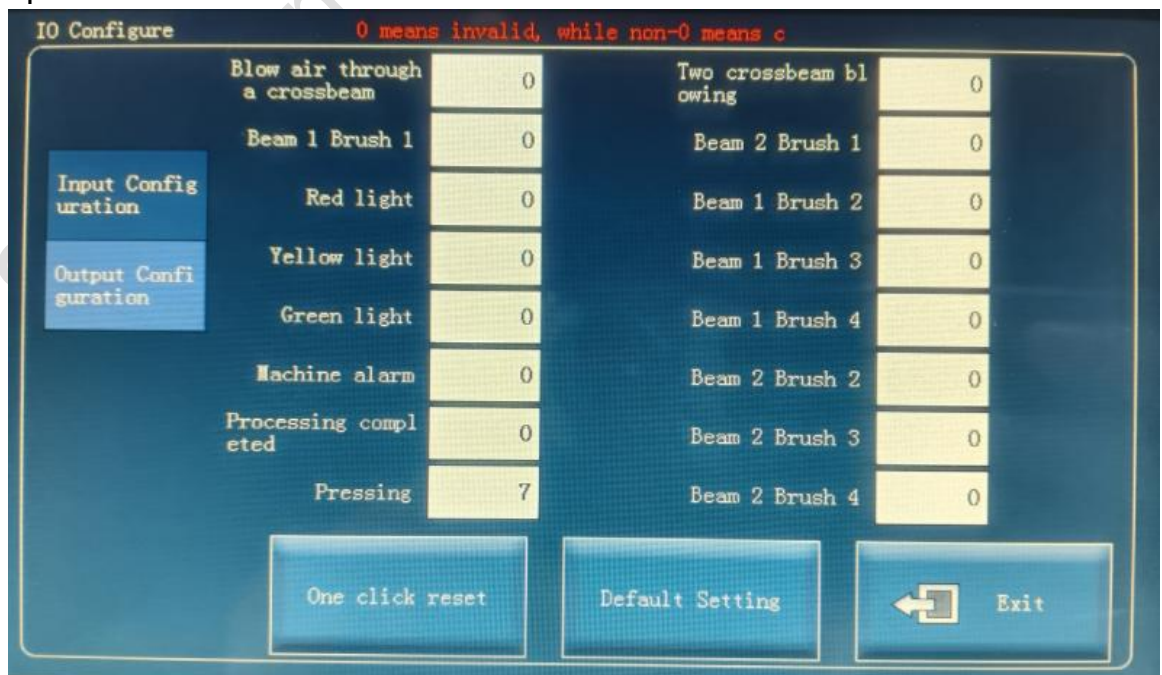 IO Configure
0 means invalid, while non-0 means c
Blow air through
a crossbeam
0
Two crossbeam bl
owing
0
Beam 1 Brush 1
0
Beam 2 Brush 1
0
Input Config
uration
Red light
0
Beam 1 Brush 2
0
Output Confi
guration
Yellow light
0
Beam 1 Brush 3
0
Green light
0
Beam 1 Brush 4
0
Machine alarm
0
Beam 2 Brush 2
0
Processing compl
eted
0
Beam 2 Brush 3
0
Pressing
7
Beam 2 Brush 4
0
One click reset
Default Setting
Exit